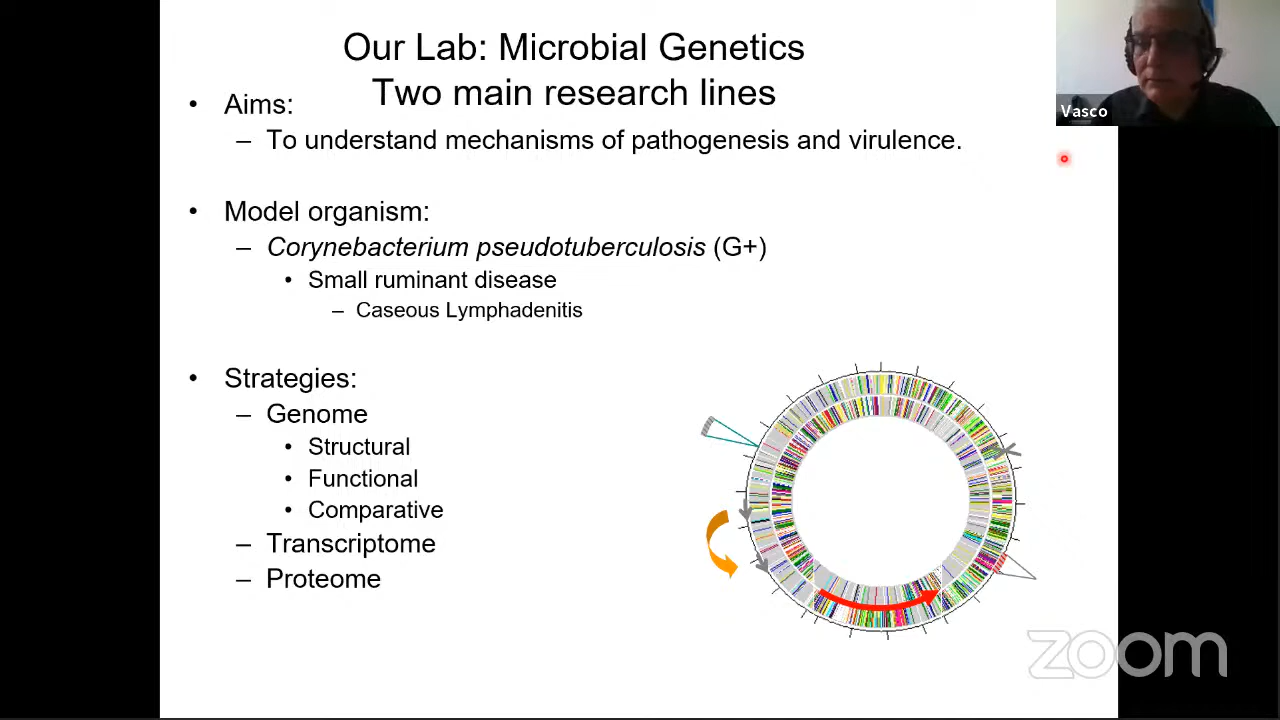 Our Lab: Microbial Genetics
Two main research lines
• Aims:
– To understand mechanisms of pathogenesis and virulence.
• Model organism:
– Corynebacterium pseudotuberculosis (G+)
• Small ruminant disease
– Caseous Lymphadenitis
• Strategies:
– Genome
• Structural
• Functional
• Comparative
– Transcriptome
– Proteome
Vasco
zoom